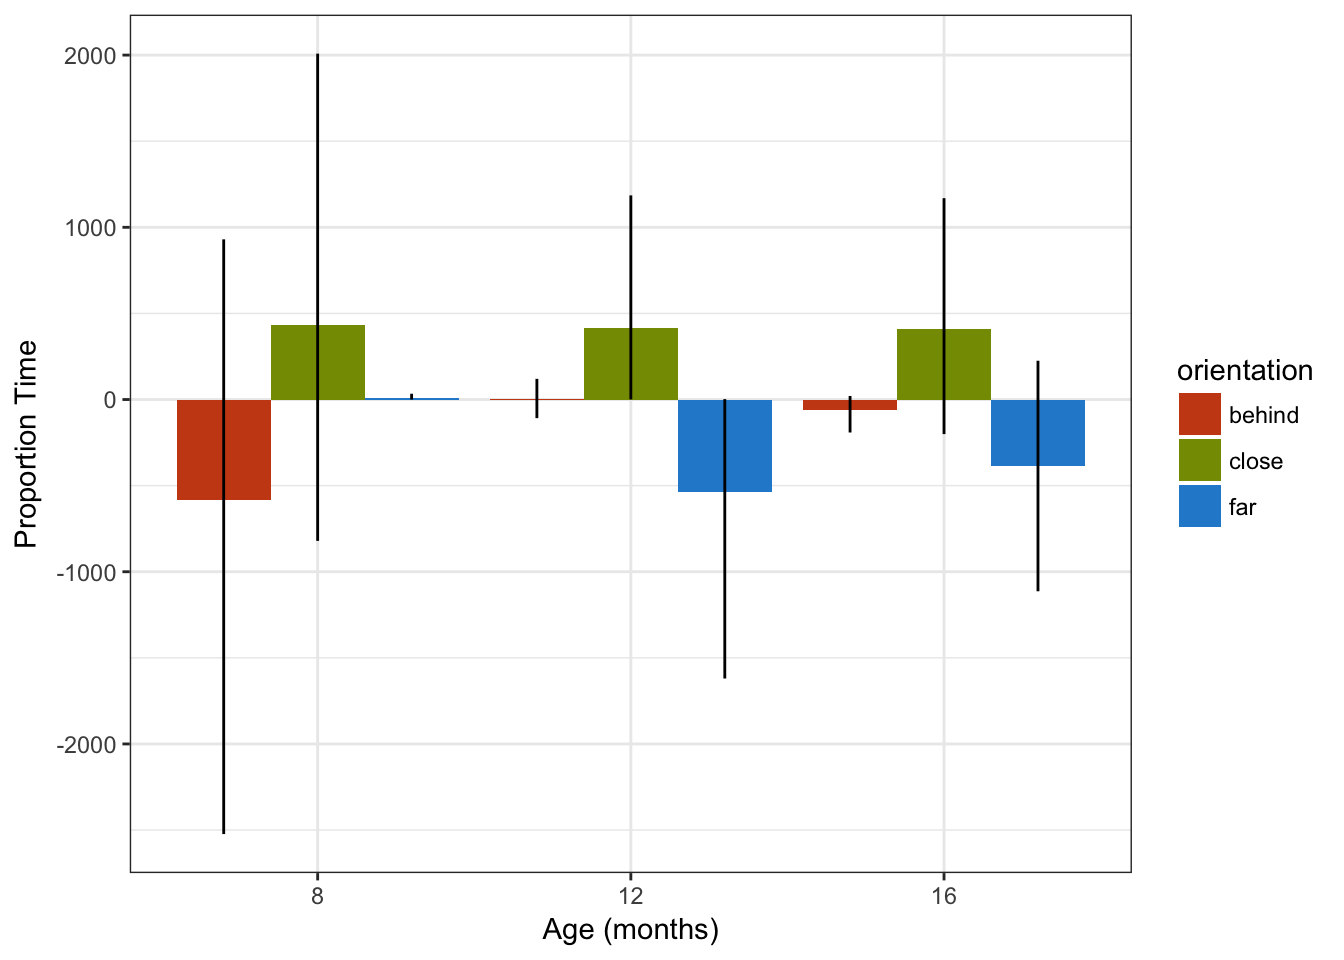 2000
1000
0
-1000
-2000
8
12
16
Age (months)
Proportion Time
orientation
behind
close
far